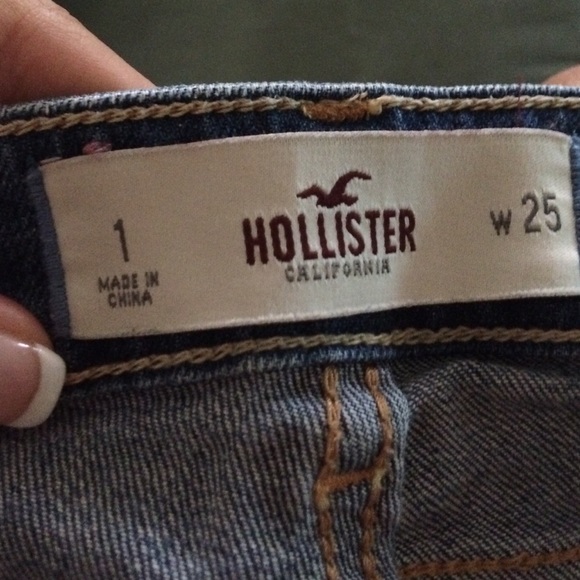 1
MADE IN
CHINA
HOLLISTER
CALIFORNIA
W 25